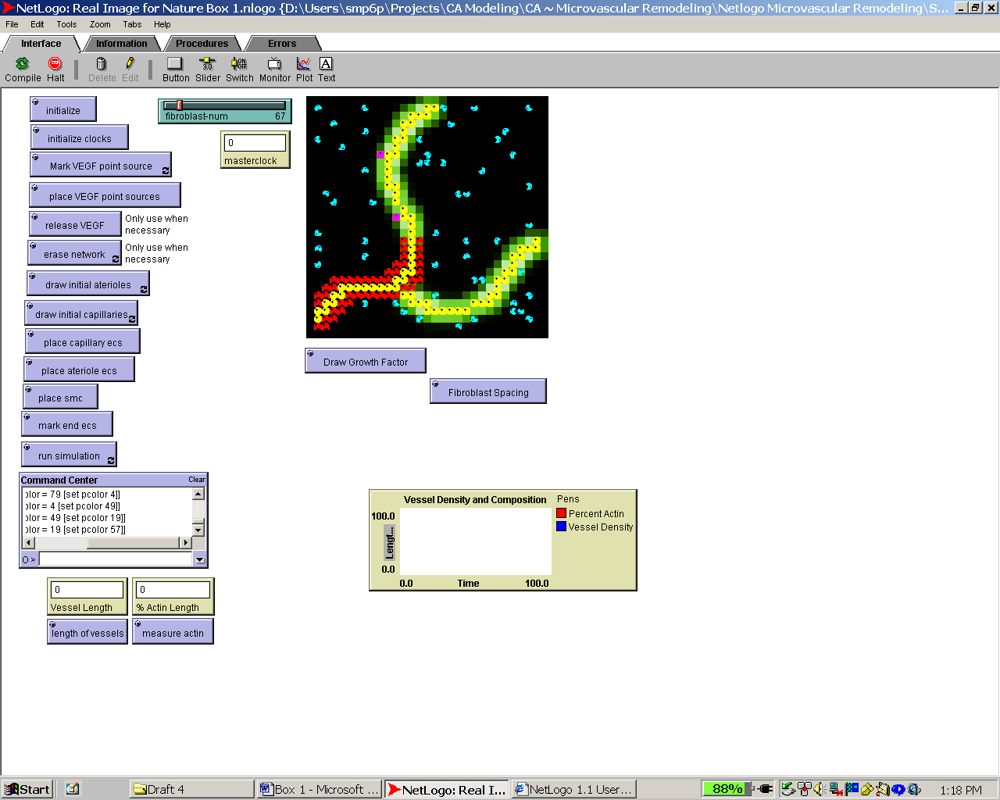 NetLogo: Real Image for Nature Box 1.nlogo {D:\Users\smp6p\Projects\CA Modeling\CA ~ Microvascular Remodeling\Netlogo Microvascular Remodeling\S...
File Edit Tools Zoom Tabs Help
Interface Information Procedures Errors
Compile Halt Delete Edit Button Slider Switch Monitor Plot Text
initialize
fibroblast-num 67
initialize clocks
0
masterclock
Mark VEGF point source
place VEGF point sources
release VEGF
Only use when
necessary
erase network
Only use when
necessary
draw initial aterioles
draw initial capillaries
place capillary ecs
place ateriole ecs
place smc
mark end ecs
run simulation
Draw Growth Factor
Fibroblast Spacing
Command Center Clear
olor = 79 [set pcolor 4]]
olor = 4 [set pcolor 49]]
olor = 49 [set pcolor 19]]
olor = 19 [set pcolor 57]]
O >
Vessel Density and Composition
Pens
Percent Actin
Vessel Density
100.0
Lengt...
0.0
0.0 Time 100.0
0
Vessel Length
0
% Actin Length
length of vessels
measure actin
Start
Draft 4
Box 1 - Microsoft ...
NetLogo: Real I...
NetLogo 1.1 User...
88%
1:18 PM